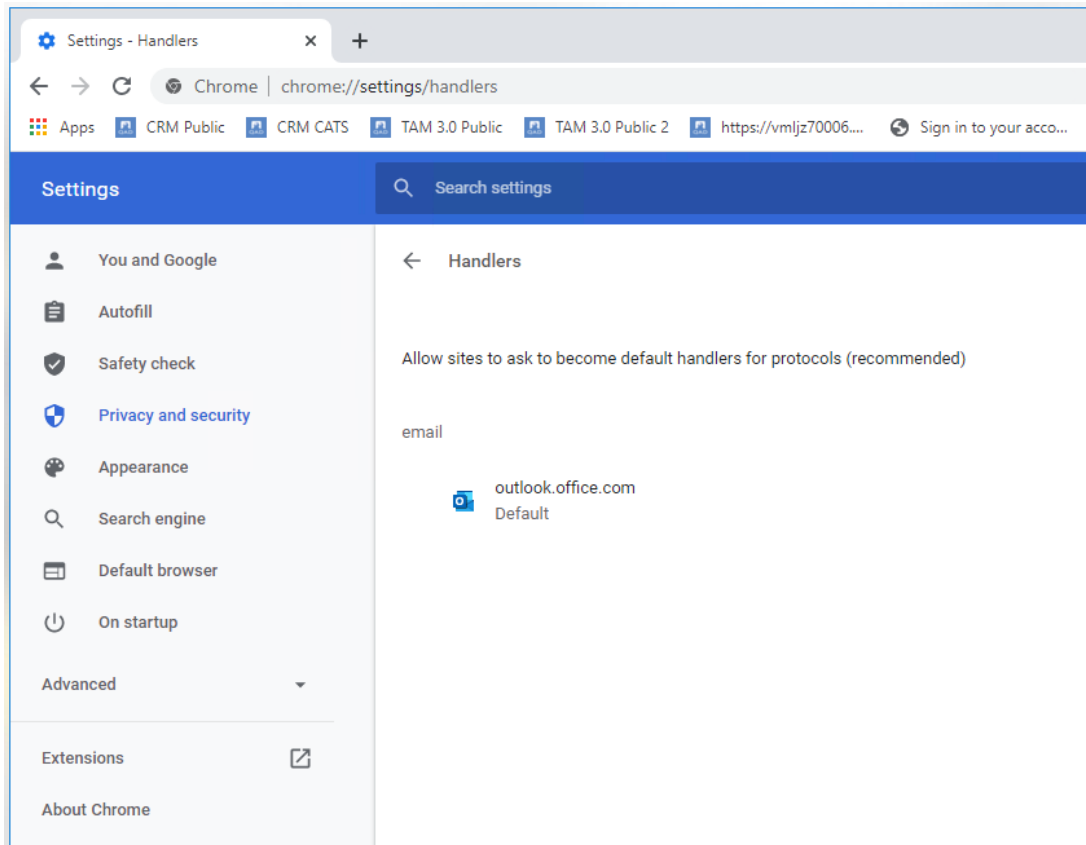 Settings - Handlers
Chrome | chrome://settings/handlers
Apps CRM Public CRM CATS TAM 3.0 Public TAM 3.0 Public 2 https://vmljz70006.... Sign in to your acco...
Settings
Search settings
You and Google
Autofill
Safety check
Privacy and security
Appearance
Search engine
Default browser
On startup
Advanced
Extensions
About Chrome
Handlers
Allow sites to ask to become default handlers for protocols (recommended)
email
outlook.office.com
Default